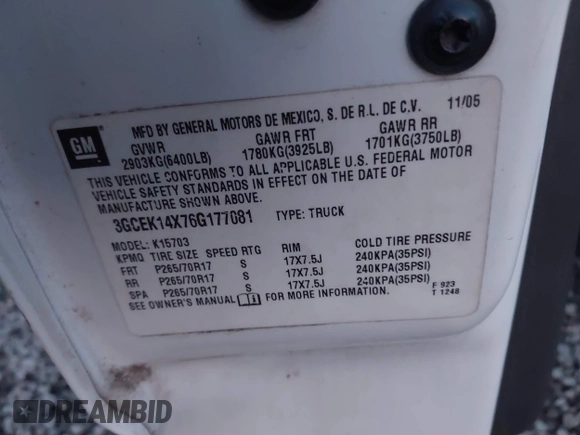 GM
MFD BY GENERAL MOTORS DE MEXICO, S. DE R.L. DE C.V. 11/05
GVWR GAWR FRT GAWR RR
2903KG(6400LB) 1780KG(3925LB) 1701KG(3750LB)
THIS VEHICLE CONFORMS TO ALL APPLICABLE U.S. FEDERAL MOTOR
VEHICLE SAFETY STANDARDS IN EFFECT ON THE DATE OF
MANUFACTURE SHOWN ABOVE.
3GCEK14X76G177081 TYPE: TRUCK
MODEL: K15703
KPMO TIRE SIZE SPEED RTG RIM COLD TIRE PRESSURE
FRT P265/70R17 S 17X7.5J 240KPA(35PSI)
RR P265/70R17 S 17X7.5J 240KPA(35PSI)
SPA P265/70R17 S 17X7.5J 240KPA(35PSI)
SEE OWNER'S MANUAL FOR MORE INFORMATION.
F 923
T 1248
DREAMBID